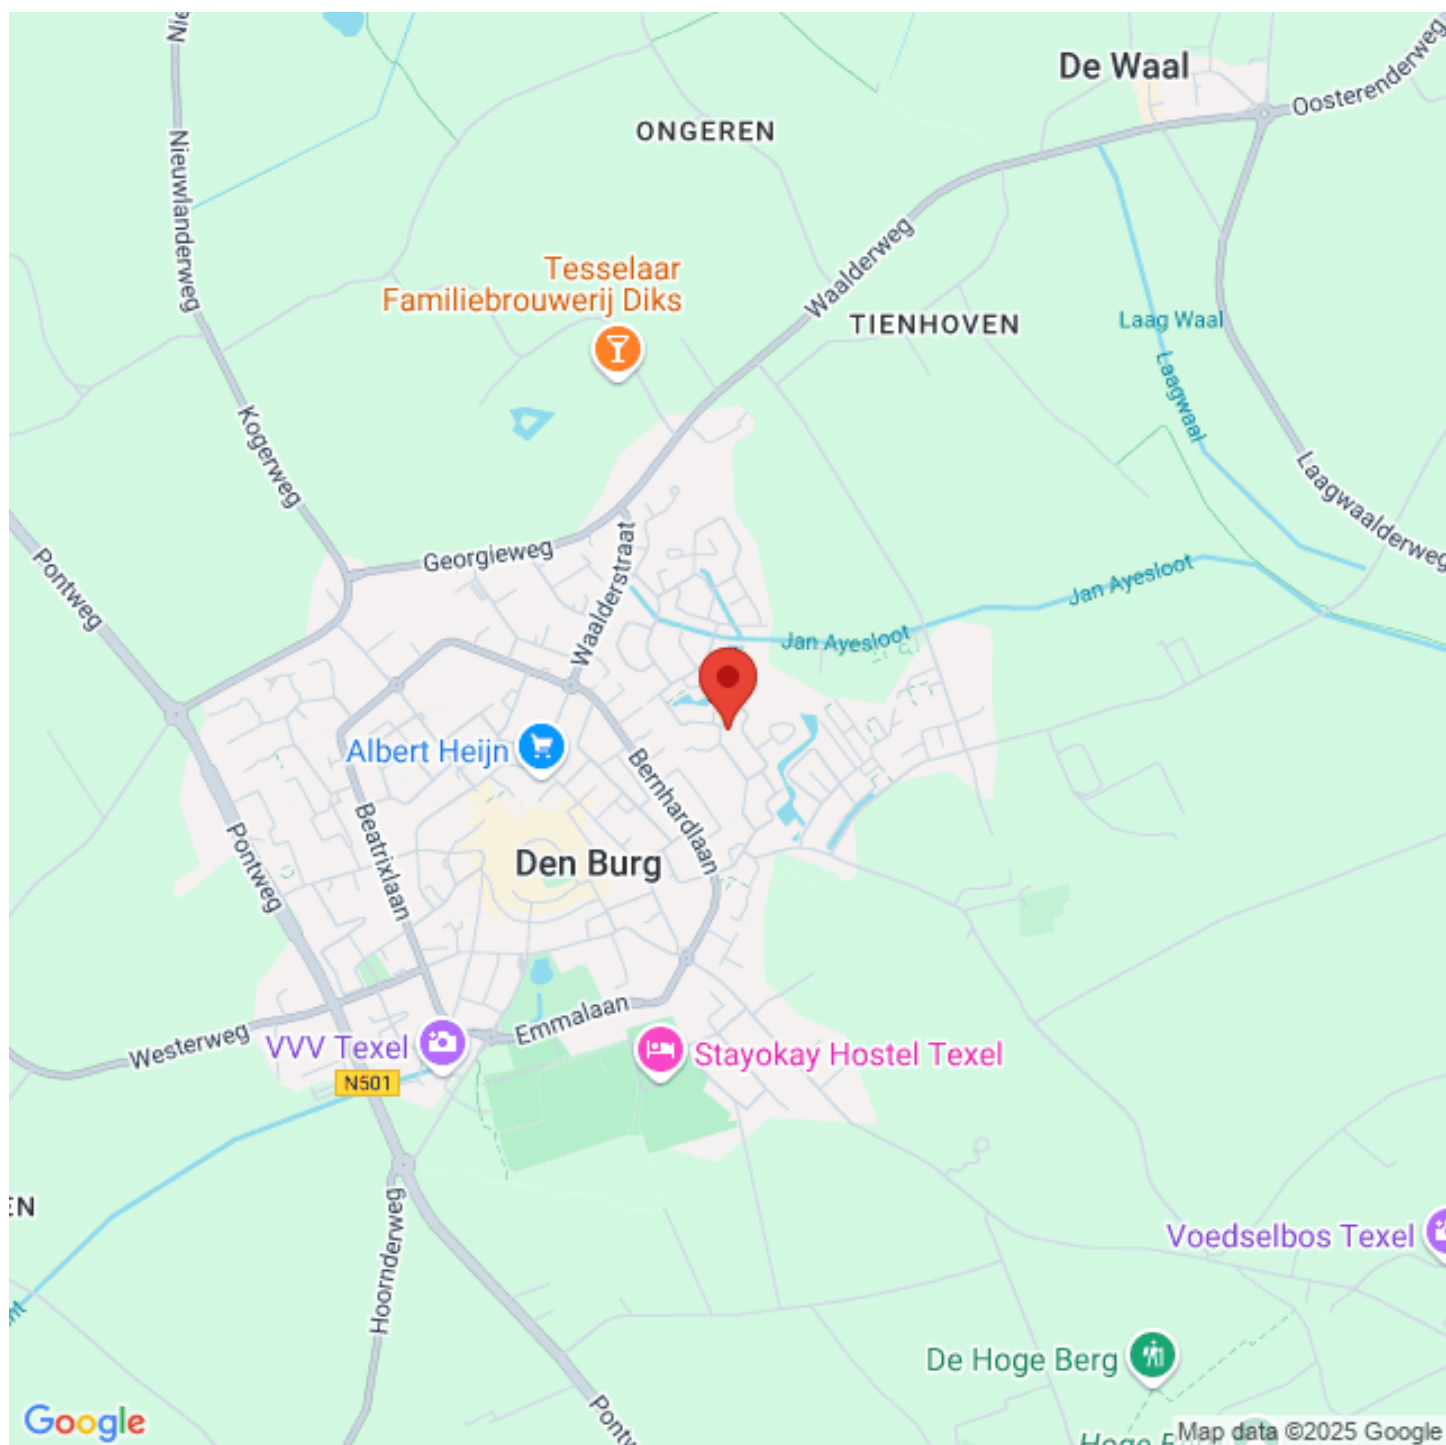 De Waal
Oosterenderweg
ONGEREN
Nieuwlanderweg
Waalderweg
Tesselaar
Familiebrouwerij Diks
TIENHOVEN
Laag Waal
Laagwaal
Kogerweg
Laagwaalderweg
Georgieweg
Waalderstraat
Pontweg
Jan Ayesloot
Jan Ayesloot
Albert Heijn
Bernhardlaan
Beatrixlaan
Pontweg
Den Burg
Emmalaan
Westerweg
VVV Texel
Stayokay Hostel Texel
N501
EN
Hoornderweg
Voedselbos Texel
De Hoge Berg
Pontw
Google
Map data ©2025 Google